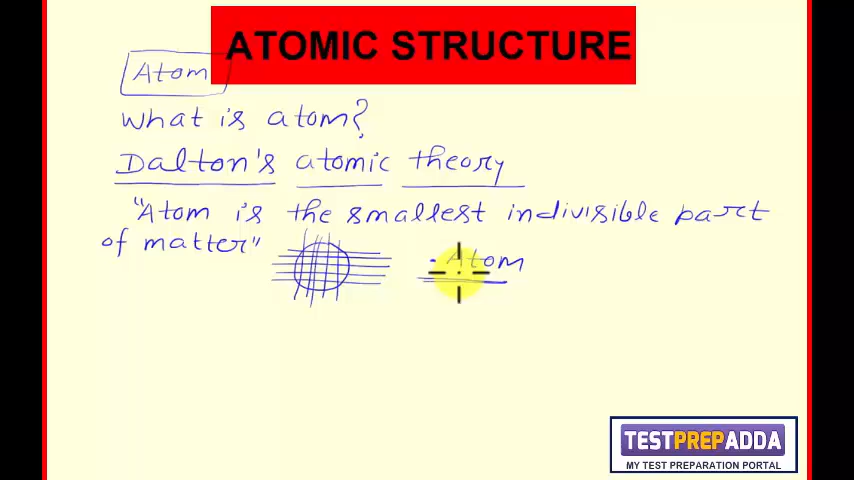 ATOMIC STRUCTURE
Atom
What is atom?
Dalton's atomic theory
"Atom is the smallest indivisible part
of matter"
. Atom
TESTPREPADDA
MY TEST PREPARATION PORTAL